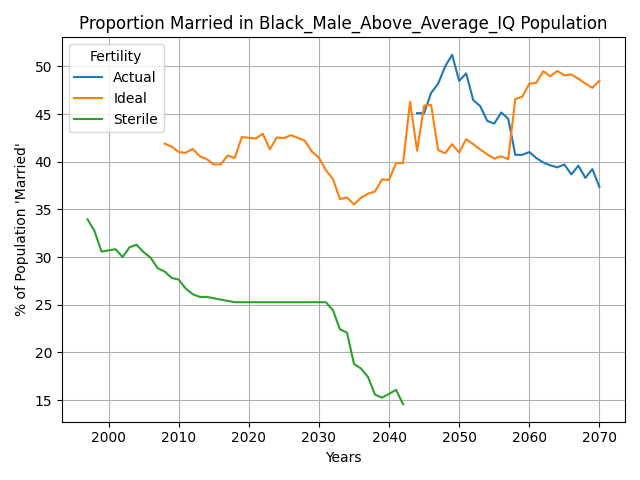 Proportion Married in Black_Male_Above_Average_IQ Population
Fertility
Actual
Ideal
Sterile
% of Population 'Married'
50
45
40
35
30
25
20
15
2000 2010 2020 2030 2040 2050 2060 2070
Years